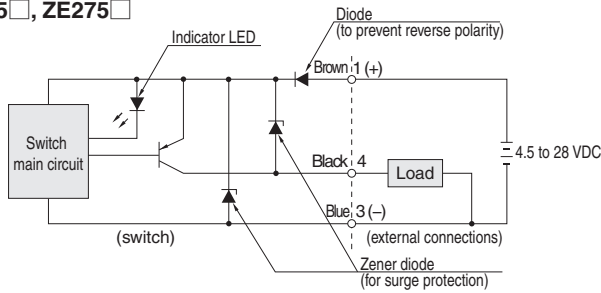 5□, ZE275□
Diode
(to prevent reverse polarity)
Indicator LED
Brown 1 (+)
Switch
main circuit
4.5 to 28 VDC
Black 4
Load
Blue 3 (−)
(switch)
(external connections)
Zener diode
(for surge protection)